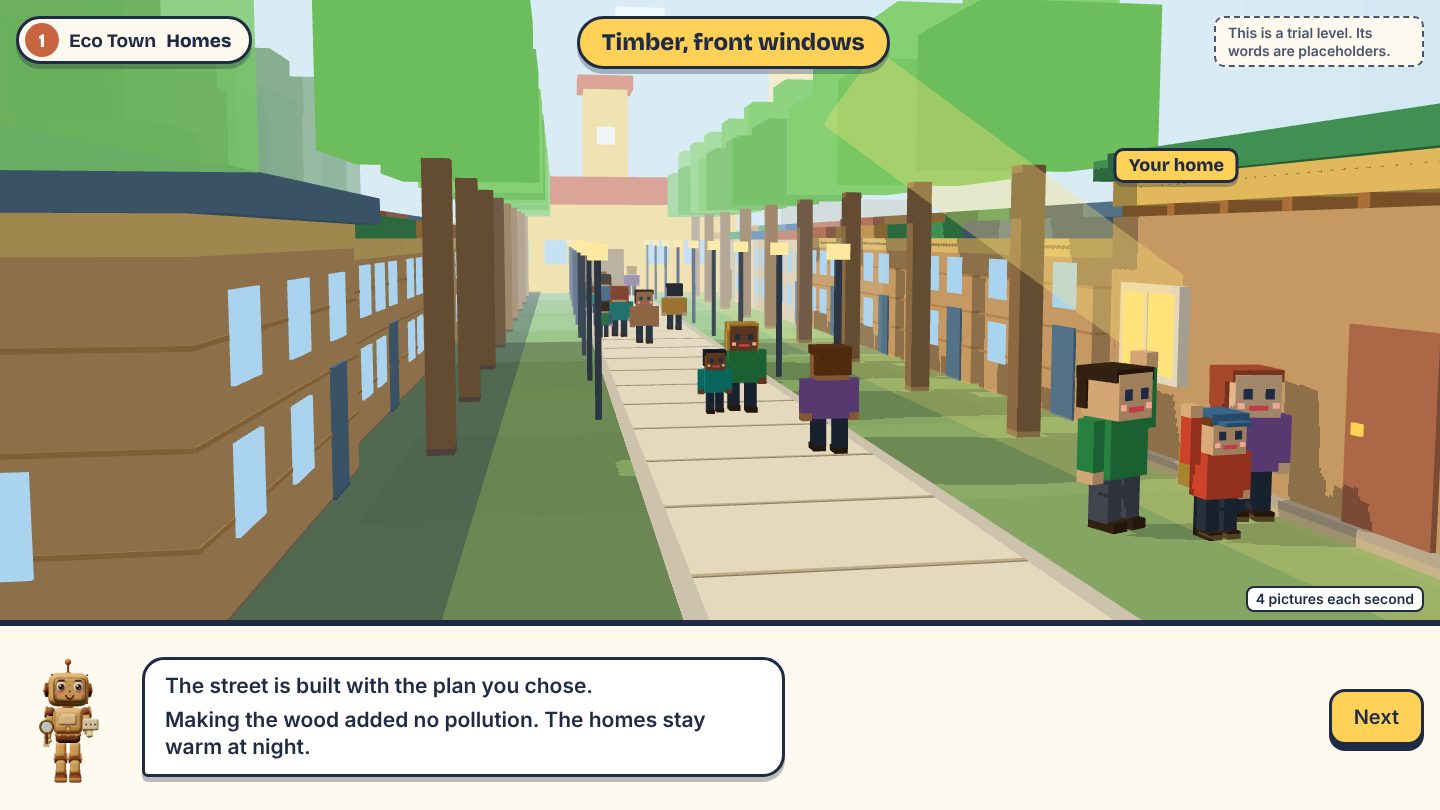 1 Eco Town Homes
Timber, front windows
This is a trial level. Its
words are placeholders.
Your home
4 pictures each second
The street is built with the plan you chose.
Making the wood added no pollution. The homes stay
warm at night.
Next